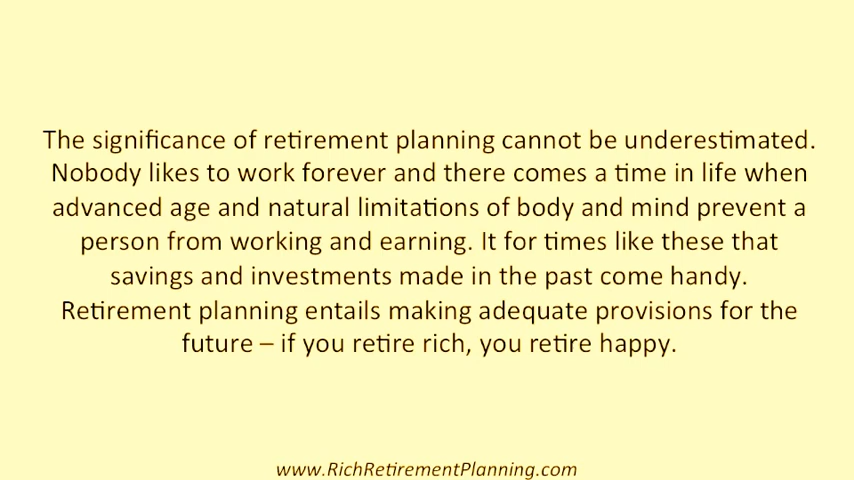 The significance of retirement planning cannot be underestimated.
Nobody likes to work forever and there comes a time in life when
advanced age and natural limitations of body and mind prevent a
person from working and earning. It for times like these that
savings and investments made in the past come handy.
Retirement planning entails making adequate provisions for the
future – if you retire rich, you retire happy.
www.RichRetirementPlanning.com